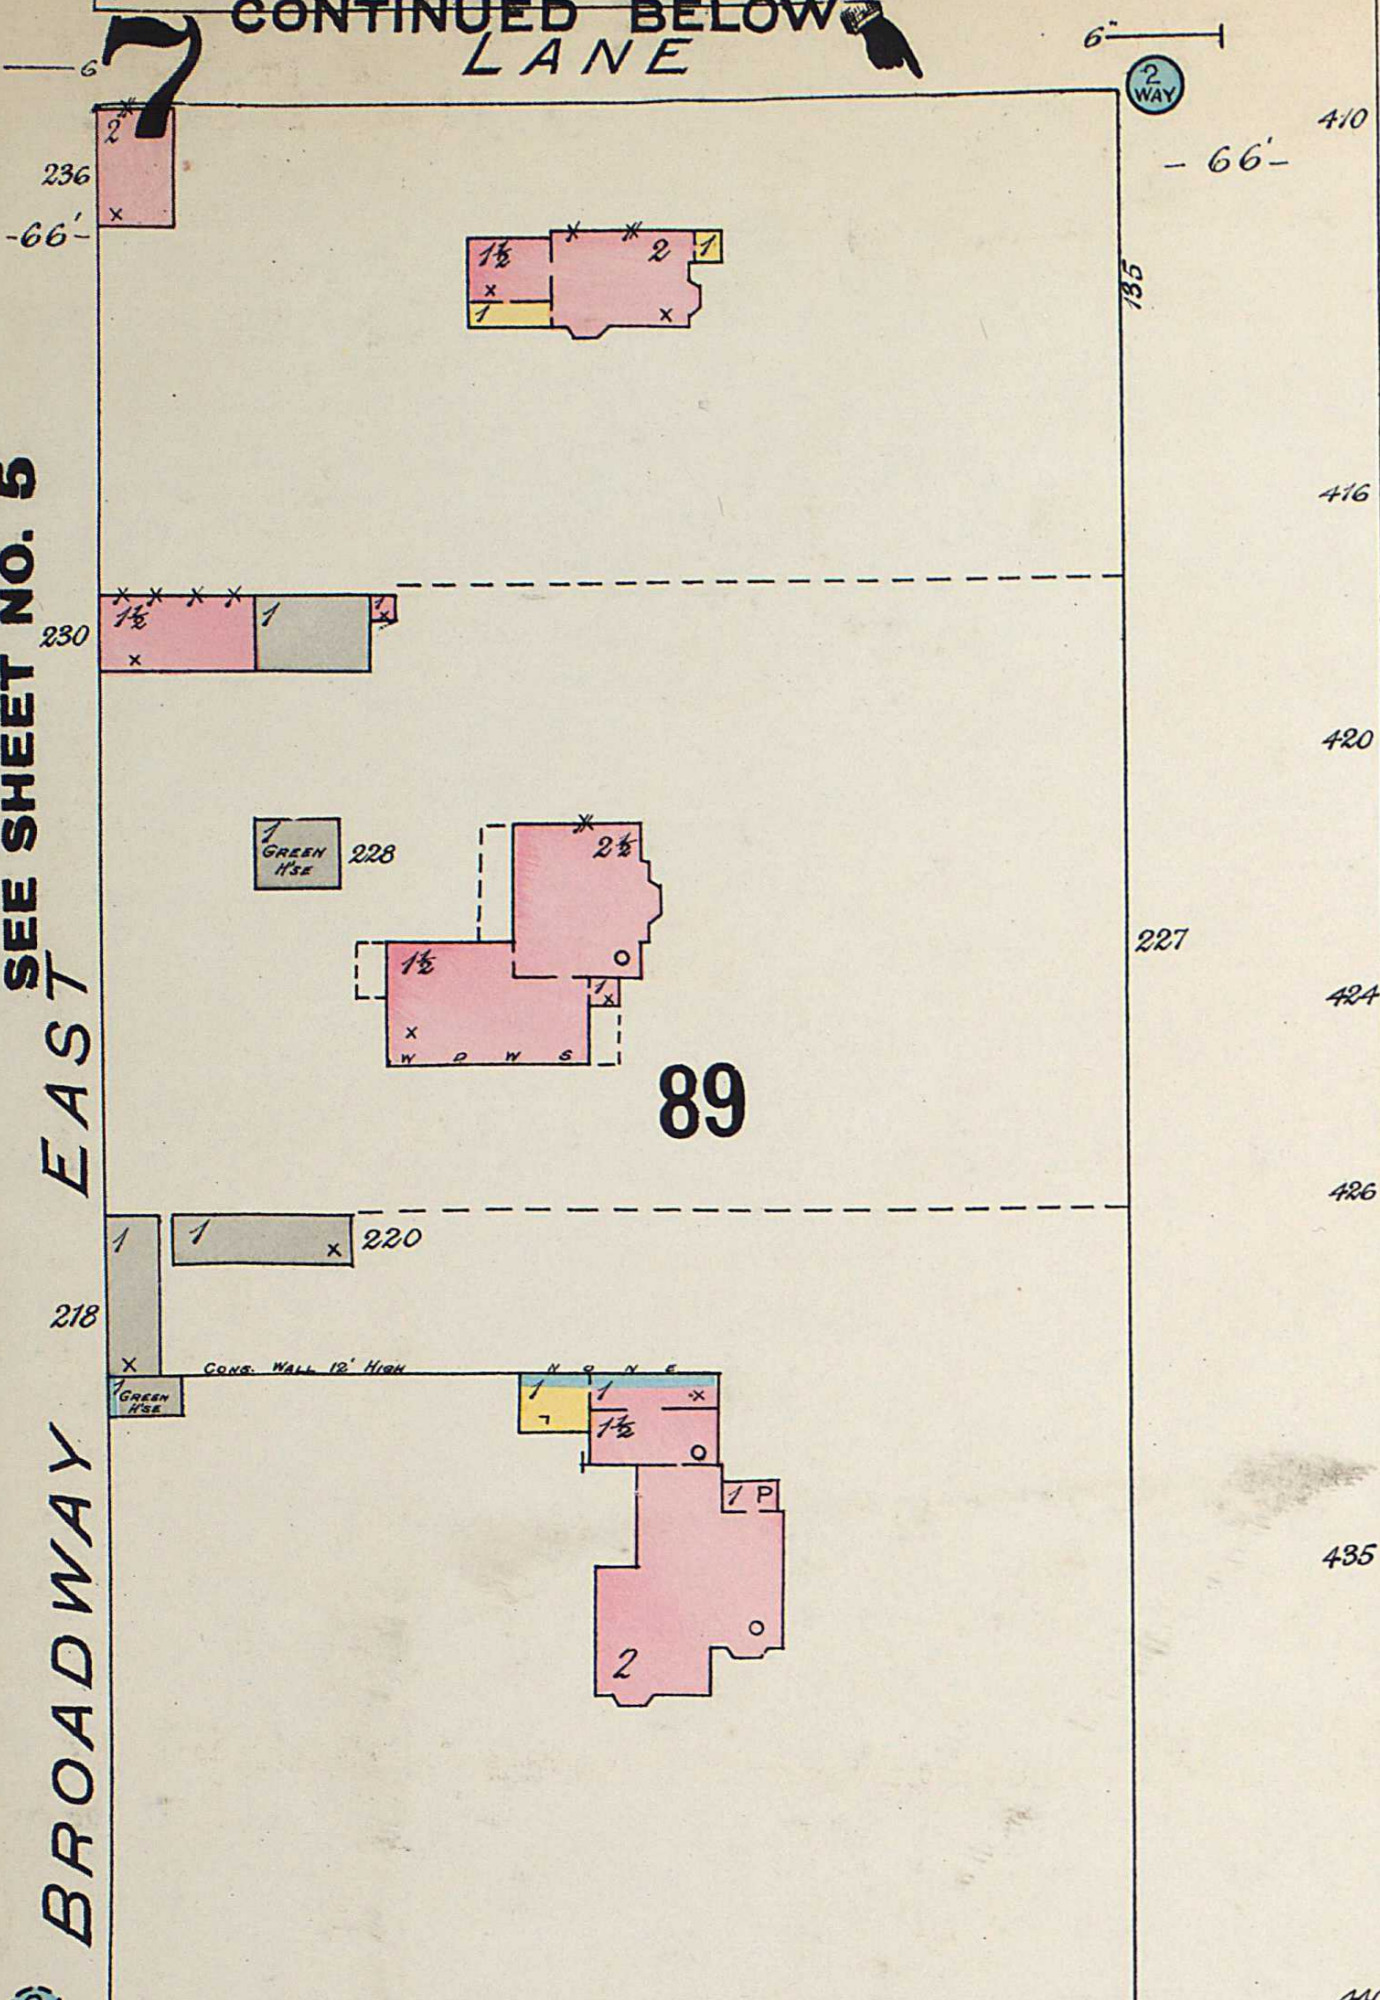 CONTINUED BELOW
7
LANE
6
6"
2
WAY
410
- 66' -
2
x
236
- 66' -
1½
x
1
2
x
1
135
SEE SHEET NO. 5
416
1½
x
1
1
x
230
420
1
GREEN
H'SE
228
2½
1½
x
1
x
W D W S
227
424
89
EAST
426
1
x
218
1
x
220
CONC. WALL 12' HIGH
NONE
1
GREEN
H'SE
1
1
x
1½
1 P
2
435
BROADWAY